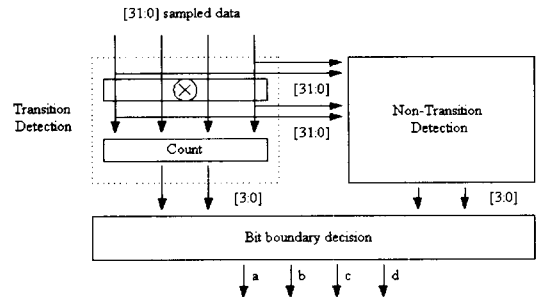 [31:0] sampled data
Transition
Detection
[31:0]
[31:0]
Non-Transition
Detection
Count
[3:0]
[3:0]
Bit boundary decision
a
b
c
d